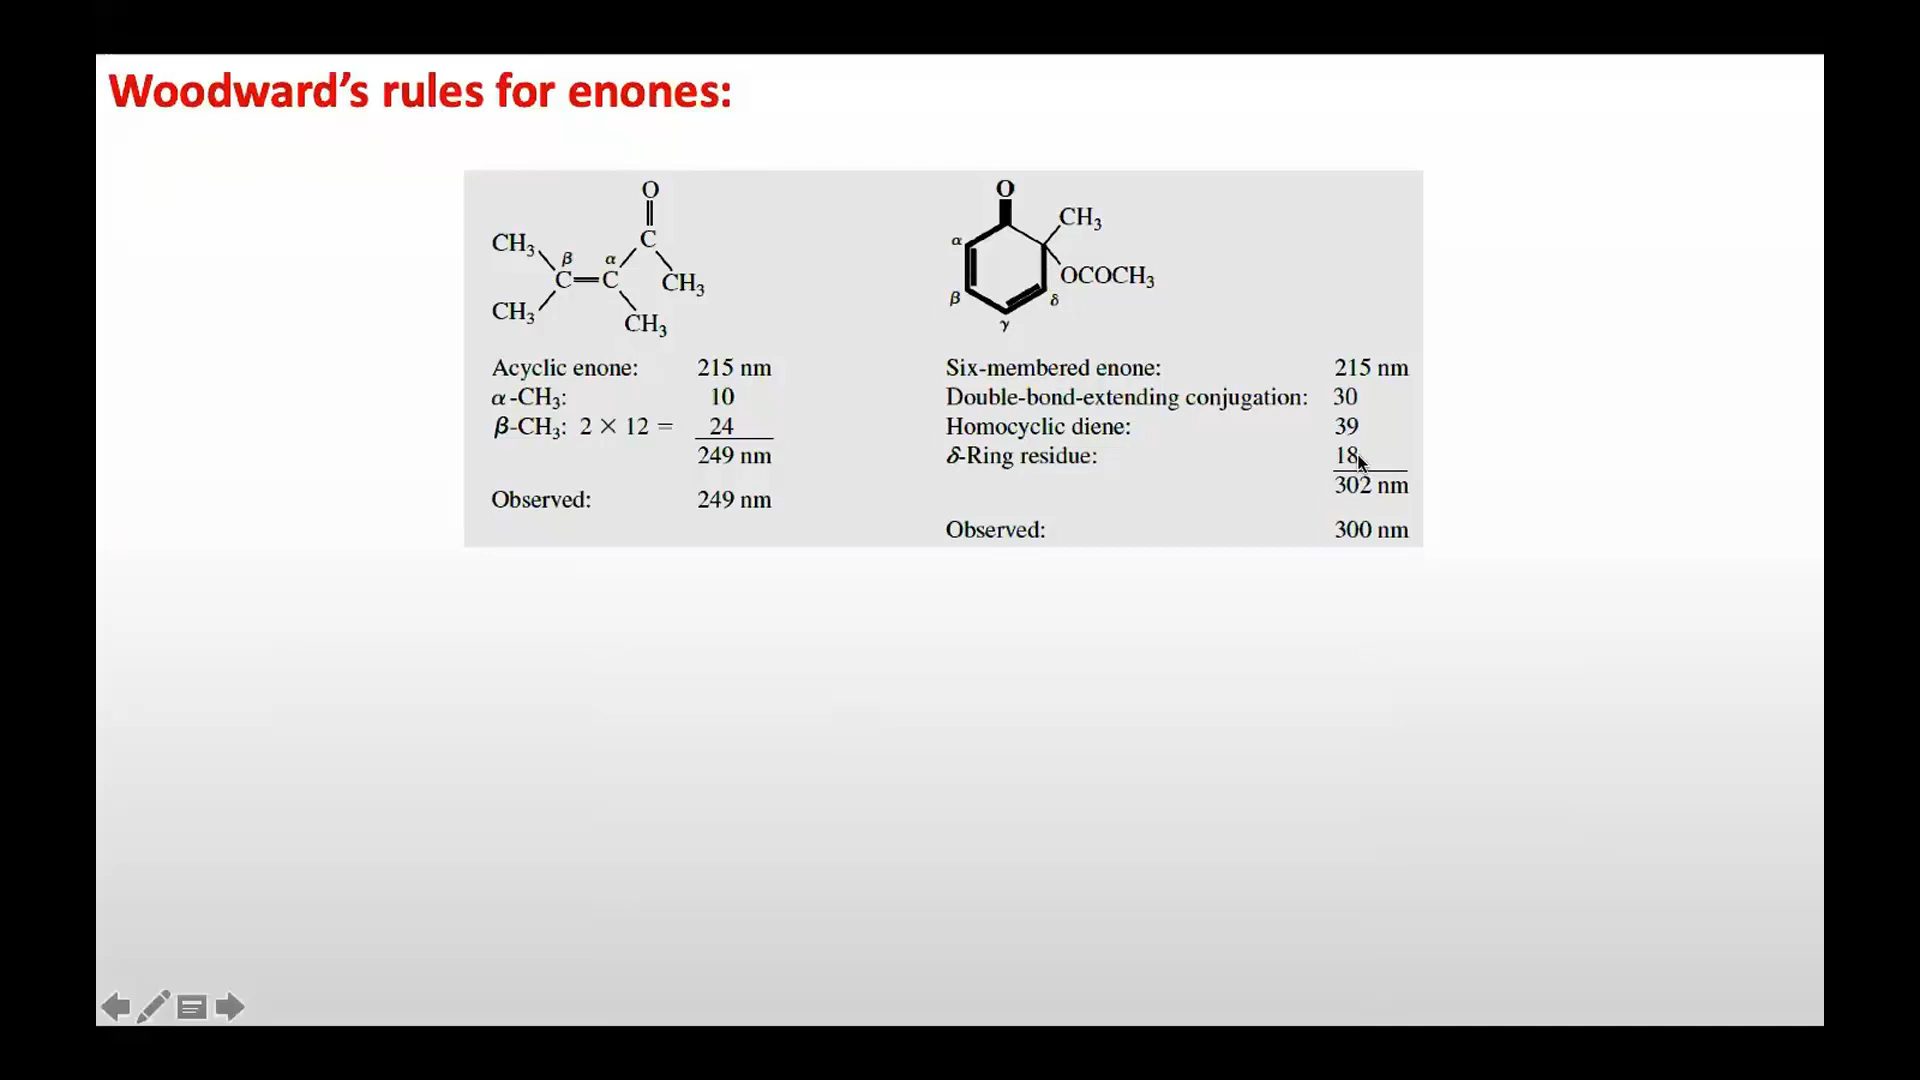 Woodward's rules for enones:
O
C
CH₃
β
α
C=C
CH₃
CH₃
CH₃
Acyclic enone: 215 nm
α-CH₃: 10
β-CH₃: 2 × 12 = 24
249 nm
Observed: 249 nm
O
CH₃
α
OCOCH₃
β
δ
γ
Six-membered enone: 215 nm
Double-bond-extending conjugation: 30
Homocyclic diene: 39
δ-Ring residue: 18
302 nm
Observed: 300 nm